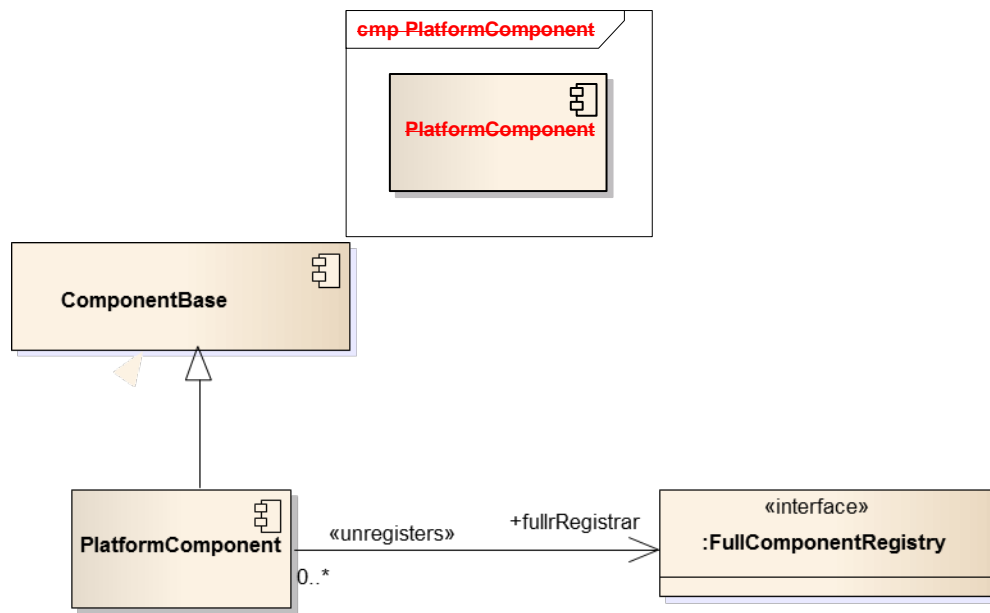 cmp PlatformComponent
PlatformComponent
ComponentBase
PlatformComponent
«unregisters»
+fullrRegistrar
0..*
«interface»
:FullComponentRegistry